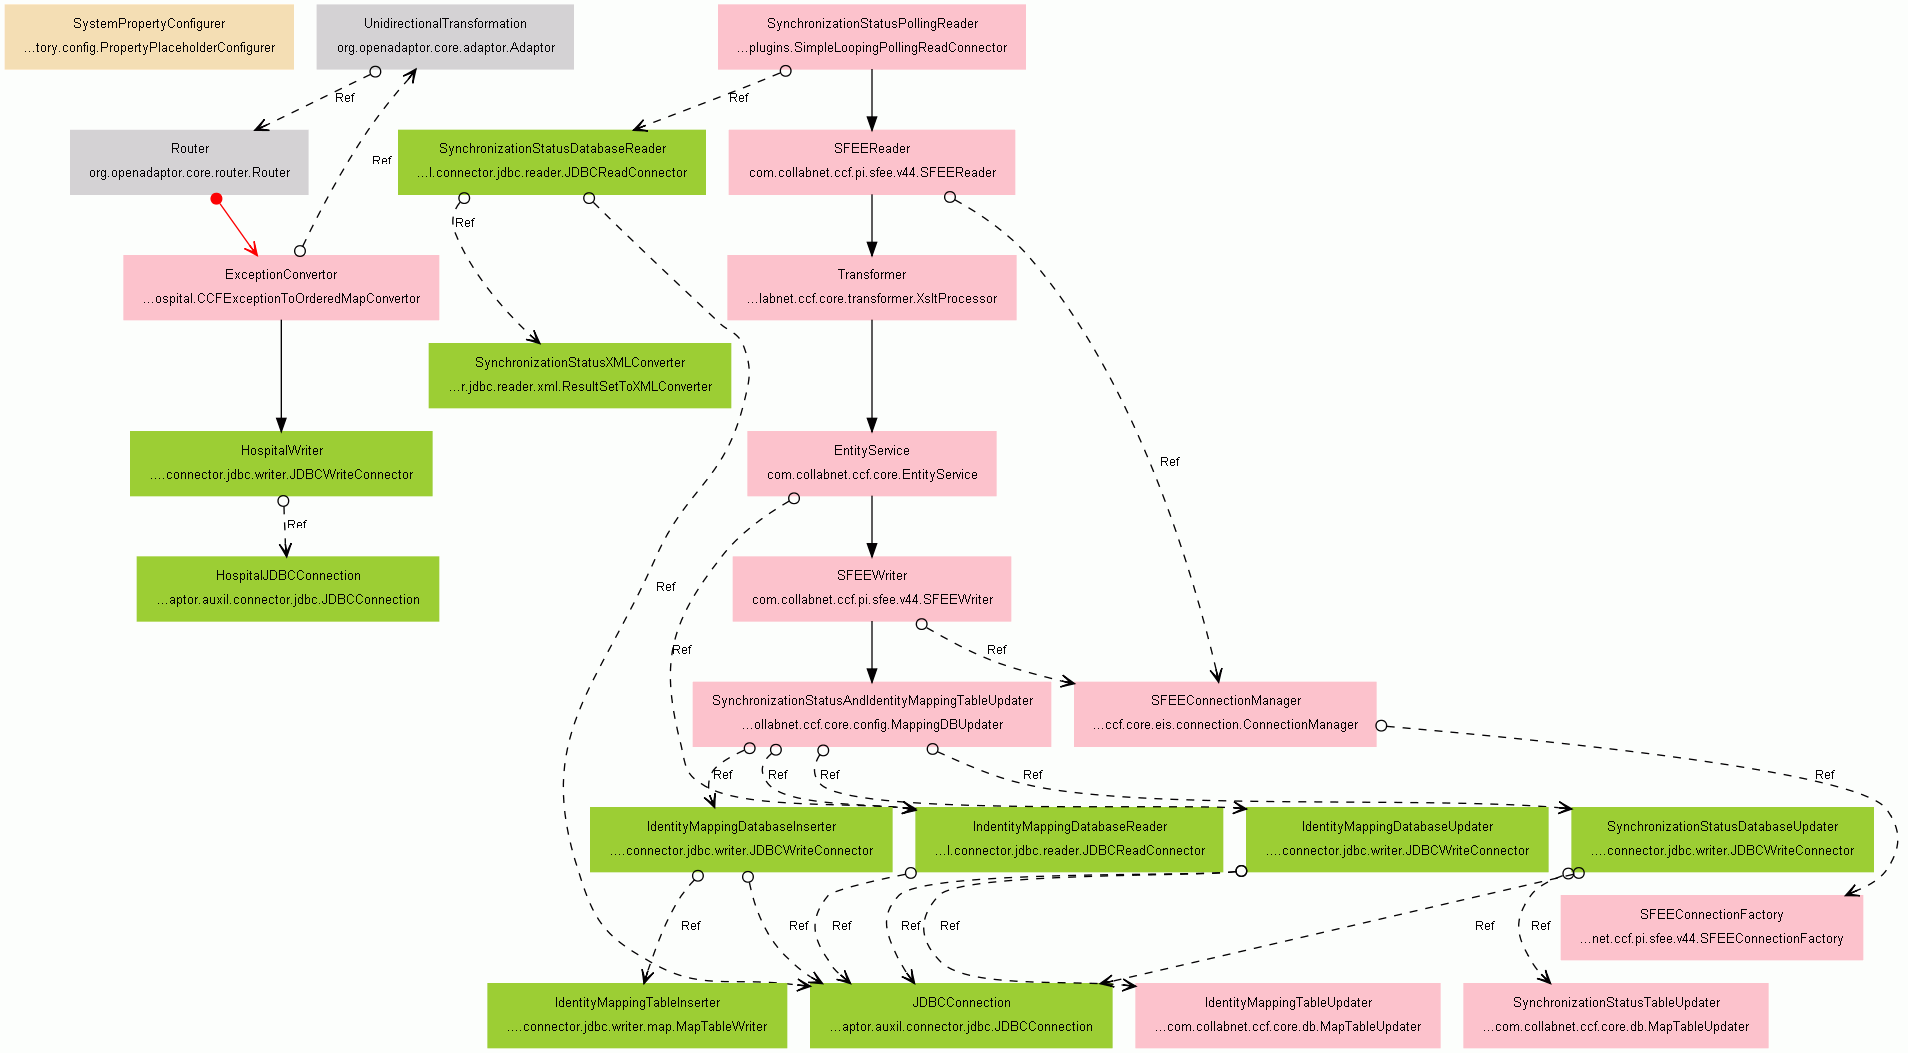 SystemPropertyConfigurer
...tory.config.PropertyPlaceholderConfigurer
UnidirectionalTransformation
org.openadaptor.core.adaptor.Adaptor
SynchronizationStatusPollingReader
...plugins.SimpleLoopingPollingReadConnector
Ref
Ref
Router
org.openadaptor.core.router.Router
Ref
SynchronizationStatusDatabaseReader
...l.connector.jdbc.reader.JDBCReadConnector
SFEEReader
com.collabnet.ccf.pi.sfee.v44.SFEEReader
Ref
ExceptionConvertor
...ospital.CCFExceptionToOrderedMapConvertor
Transformer
...labnet.ccf.core.transformer.XsltProcessor
SynchronizationStatusXMLConverter
...r.jdbc.reader.xml.ResultSetToXMLConverter
HospitalWriter
....connector.jdbc.writer.JDBCWriteConnector
EntityService
com.collabnet.ccf.core.EntityService
Ref
Ref
HospitalJDBCConnection
...aptor.auxil.connector.jdbc.JDBCConnection
Ref
SFEEWriter
com.collabnet.ccf.pi.sfee.v44.SFEEWriter
Ref
Ref
SynchronizationStatusAndIdentityMappingTableUpdater
...ollabnet.ccf.core.config.MappingDBUpdater
SFEEConnectionManager
...ccf.core.eis.connection.ConnectionManager
Ref
Ref
Ref
Ref
Ref
IdentityMappingDatabaseInserter
....connector.jdbc.writer.JDBCWriteConnector
IndentityMappingDatabaseReader
...l.connector.jdbc.reader.JDBCReadConnector
IdentityMappingDatabaseUpdater
....connector.jdbc.writer.JDBCWriteConnector
SynchronizationStatusDatabaseUpdater
....connector.jdbc.writer.JDBCWriteConnector
Ref
Ref
Ref
Ref
Ref
Ref
Ref
SFEEConnectionFactory
...net.ccf.pi.sfee.v44.SFEEConnectionFactory
IdentityMappingTableInserter
....connector.jdbc.writer.map.MapTableWriter
JDBCConnection
...aptor.auxil.connector.jdbc.JDBCConnection
IdentityMappingTableUpdater
...com.collabnet.ccf.core.db.MapTableUpdater
SynchronizationStatusTableUpdater
...com.collabnet.ccf.core.db.MapTableUpdater